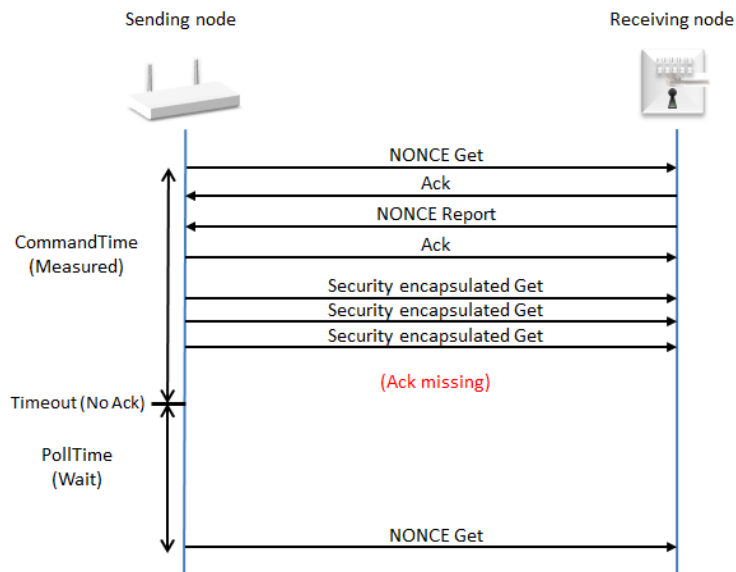 Sending node
Receiving node
NONCE Get
Ack
NONCE Report
CommandTime
(Measured)
Ack
Security encapsulated Get
Security encapsulated Get
Security encapsulated Get
(Ack missing)
Timeout (No Ack)
PollTime
(Wait)
NONCE Get